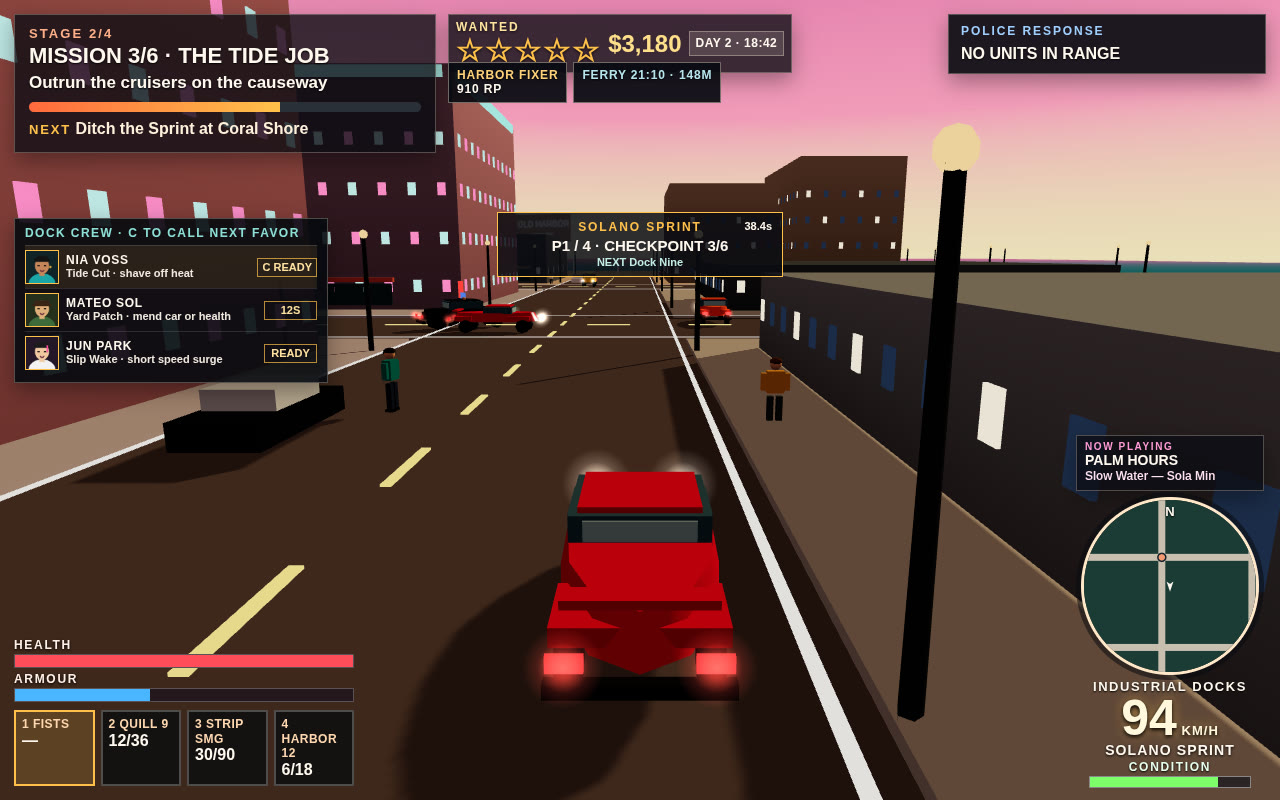 STAGE 2/4
MISSION 3/6 · THE TIDE JOB
Outrun the cruisers on the causeway
NEXT Ditch the Sprint at Coral Shore
WANTED
$3,180
DAY 2 · 18:42
HARBOR FIXER
910 RP
FERRY 21:10 · 148M
POLICE RESPONSE
NO UNITS IN RANGE
DOCK CREW · C TO CALL NEXT FAVOR
NIA VOSS
Tide Cut · shave off heat
C READY
MATEO SOL
Yard Patch · mend car or health
12S
JUN PARK
Slip Wake · short speed surge
READY
OLD HARBOR
SOLANO SPRINT
38.4s
P1 / 4 · CHECKPOINT 3/6
NEXT Dock Nine
NOW PLAYING
PALM HOURS
Slow Water — Sola Min
N
INDUSTRIAL DOCKS
94 KM/H
SOLANO SPRINT
CONDITION
HEALTH
ARMOUR
1 FISTS
—
2 QUILL 9
12/36
3 STRIP
SMG
30/90
4
HARBOR
12
6/18